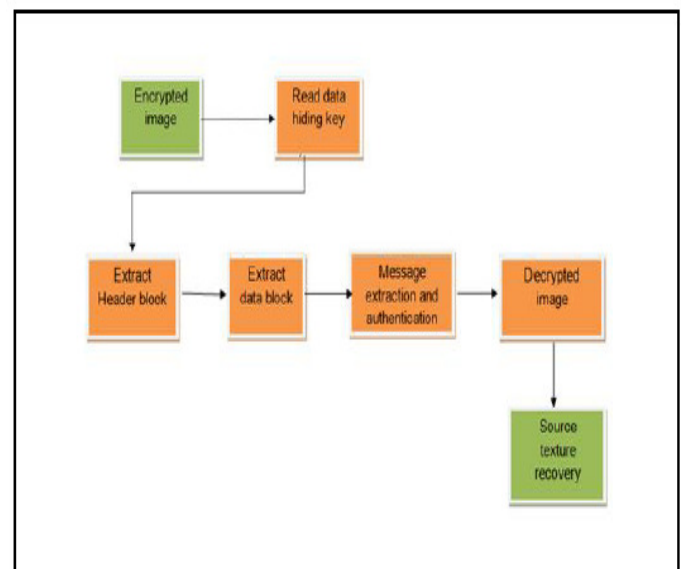 Encrypted
image
Read data
hiding key
Extract
Header block
Extract
data block
Message
extraction and
authentication
Decrypted
image
Source
texture
recovery